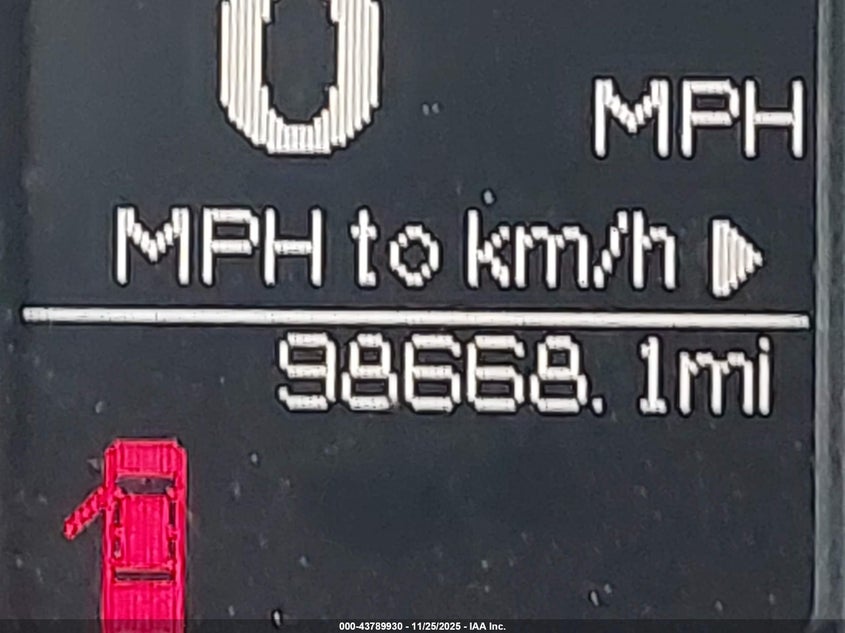 0 MPH
MPH to km/h
98668.1mi
000-43789930 - 11/25/2025 - IAA Inc.